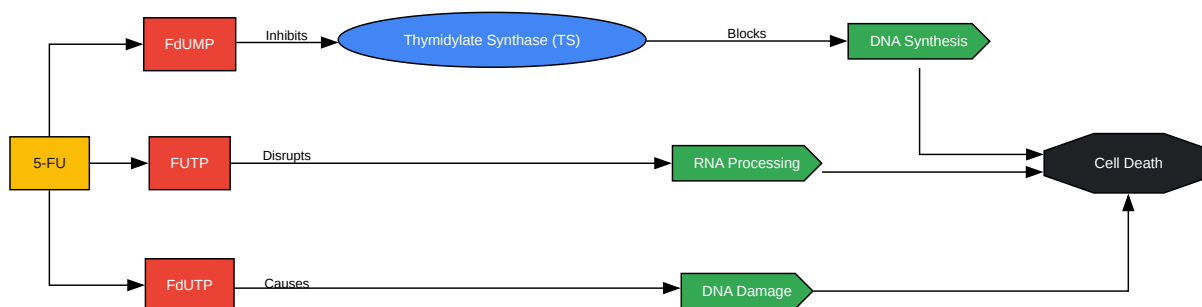 FdUMP
Inhibits
Thymidylate Synthase (TS)
Blocks
DNA Synthesis
5-FU
FUTP
Disrupts
RNA Processing
Cell Death
FdUTP
Causes
DNA Damage